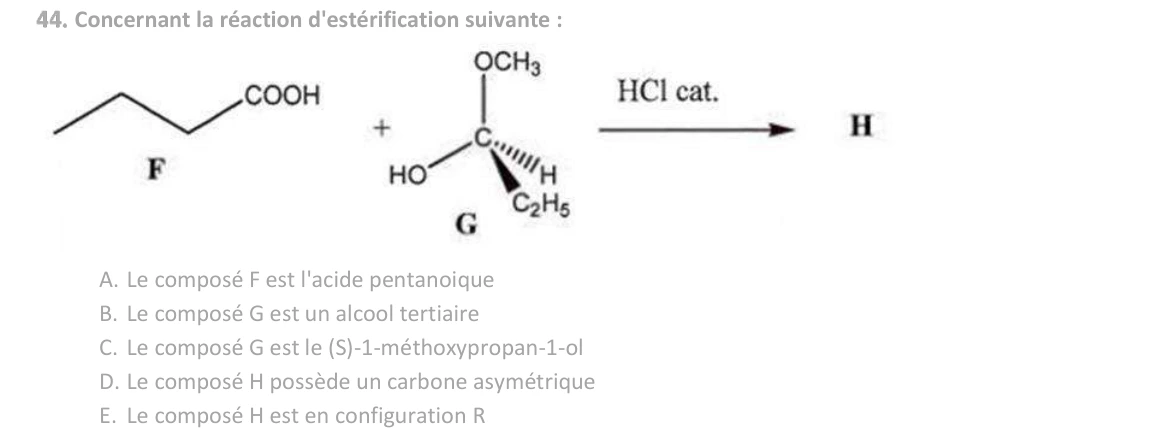 44. Concernant la réaction d'estérification suivante :
OCH3
COOH
HCl cat.
+
C
H
HO
H
F
C2H5
G
A. Le composé F est l'acide pentanoique
B. Le composé G est un alcool tertiaire
C. Le composé G est le (S)-1-méthoxypropan-1-ol
D. Le composé H possède un carbone asymétrique
E. Le composé H est en configuration R